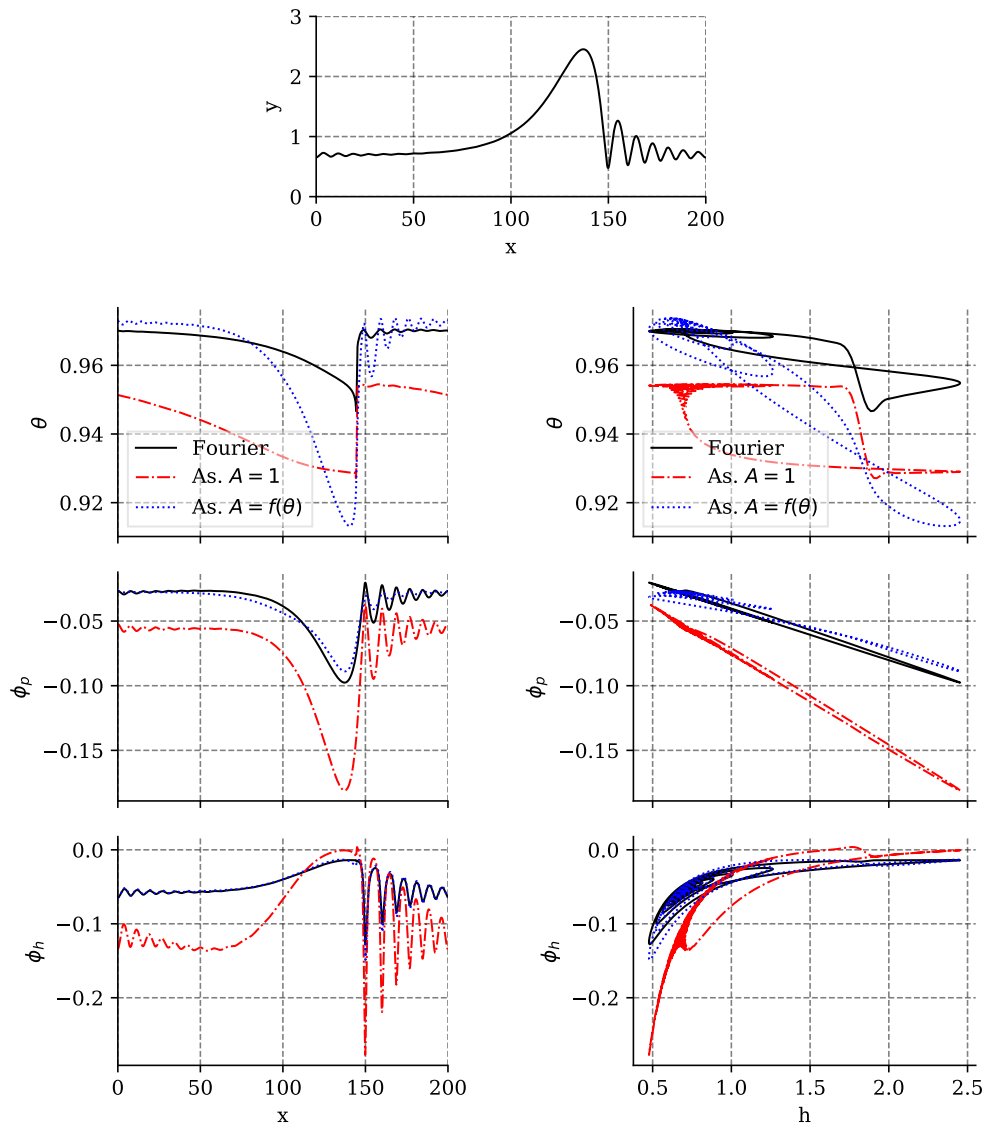 3
2
1
0
y
0 50 100 150 200
x
0.96
0.94
0.92
θ
Fourier
As. A = 1
As. A = f(θ)
0.96
0.94
0.92
θ
Fourier
As. A = 1
As. A = f(θ)
−0.05
−0.10
−0.15
ϕp
−0.05
−0.10
−0.15
ϕp
0.0
−0.1
−0.2
ϕh
0 50 100 150 200
x
0.0
−0.1
−0.2
ϕh
0.5 1.0 1.5 2.0 2.5
h